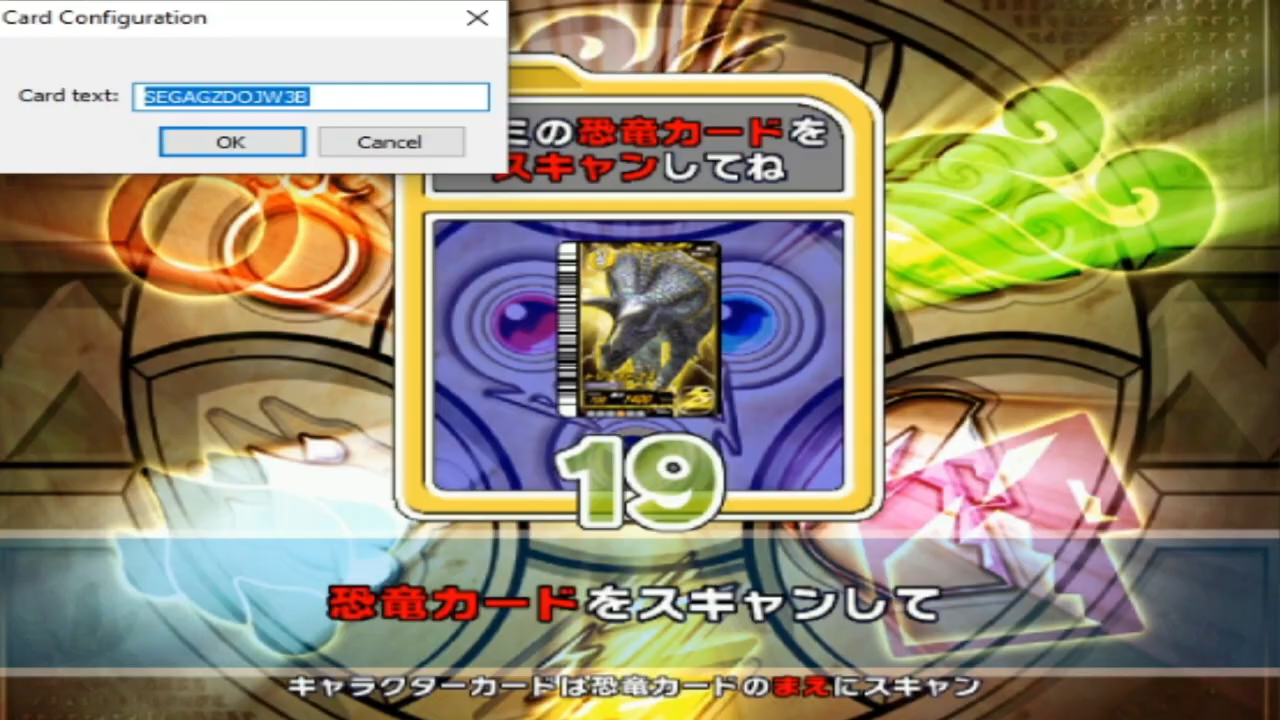 Card Configuration
Card text: SEGAGZDOJW3B
OK Cancel
ミの恐竜カードを
スキャンしてね
19
恐竜カードをスキャンして
キャラクターカードは恐竜カードのまえにスキャン